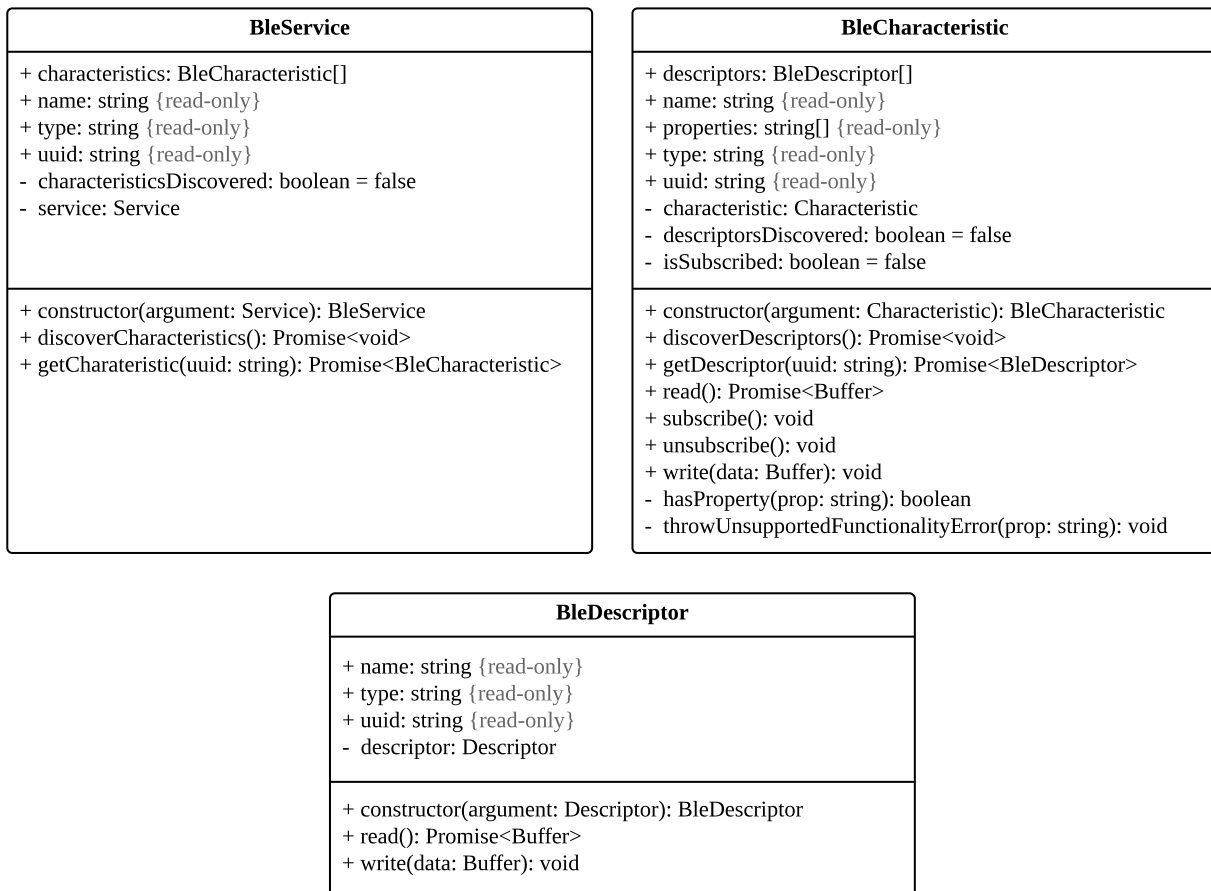 BleService
+ characteristics: BleCharacteristic[]
+ name: string {read-only}
+ type: string {read-only}
+ uuid: string {read-only}
- characteristicsDiscovered: boolean = false
- service: Service
+ constructor(argument: Service): BleService
+ discoverCharacteristics(): Promise<void>
+ getCharateristic(uuid: string): Promise<BleCharacteristic>
BleCharacteristic
+ descriptors: BleDescriptor[]
+ name: string {read-only}
+ properties: string[] {read-only}
+ type: string {read-only}
+ uuid: string {read-only}
- characteristic: Characteristic
- descriptorsDiscovered: boolean = false
- isSubscribed: boolean = false
+ constructor(argument: Characteristic): BleCharacteristic
+ discoverDescriptors(): Promise<void>
+ getDescriptor(uuid: string): Promise<BleDescriptor>
+ read(): Promise<Buffer>
+ subscribe(): void
+ unsubscribe(): void
+ write(data: Buffer): void
- hasProperty(prop: string): boolean
- throwUnsupportedFunctionalityError(prop: string): void
BleDescriptor
+ name: string {read-only}
+ type: string {read-only}
+ uuid: string {read-only}
- descriptor: Descriptor
+ constructor(argument: Descriptor): BleDescriptor
+ read(): Promise<Buffer>
+ write(data: Buffer): void